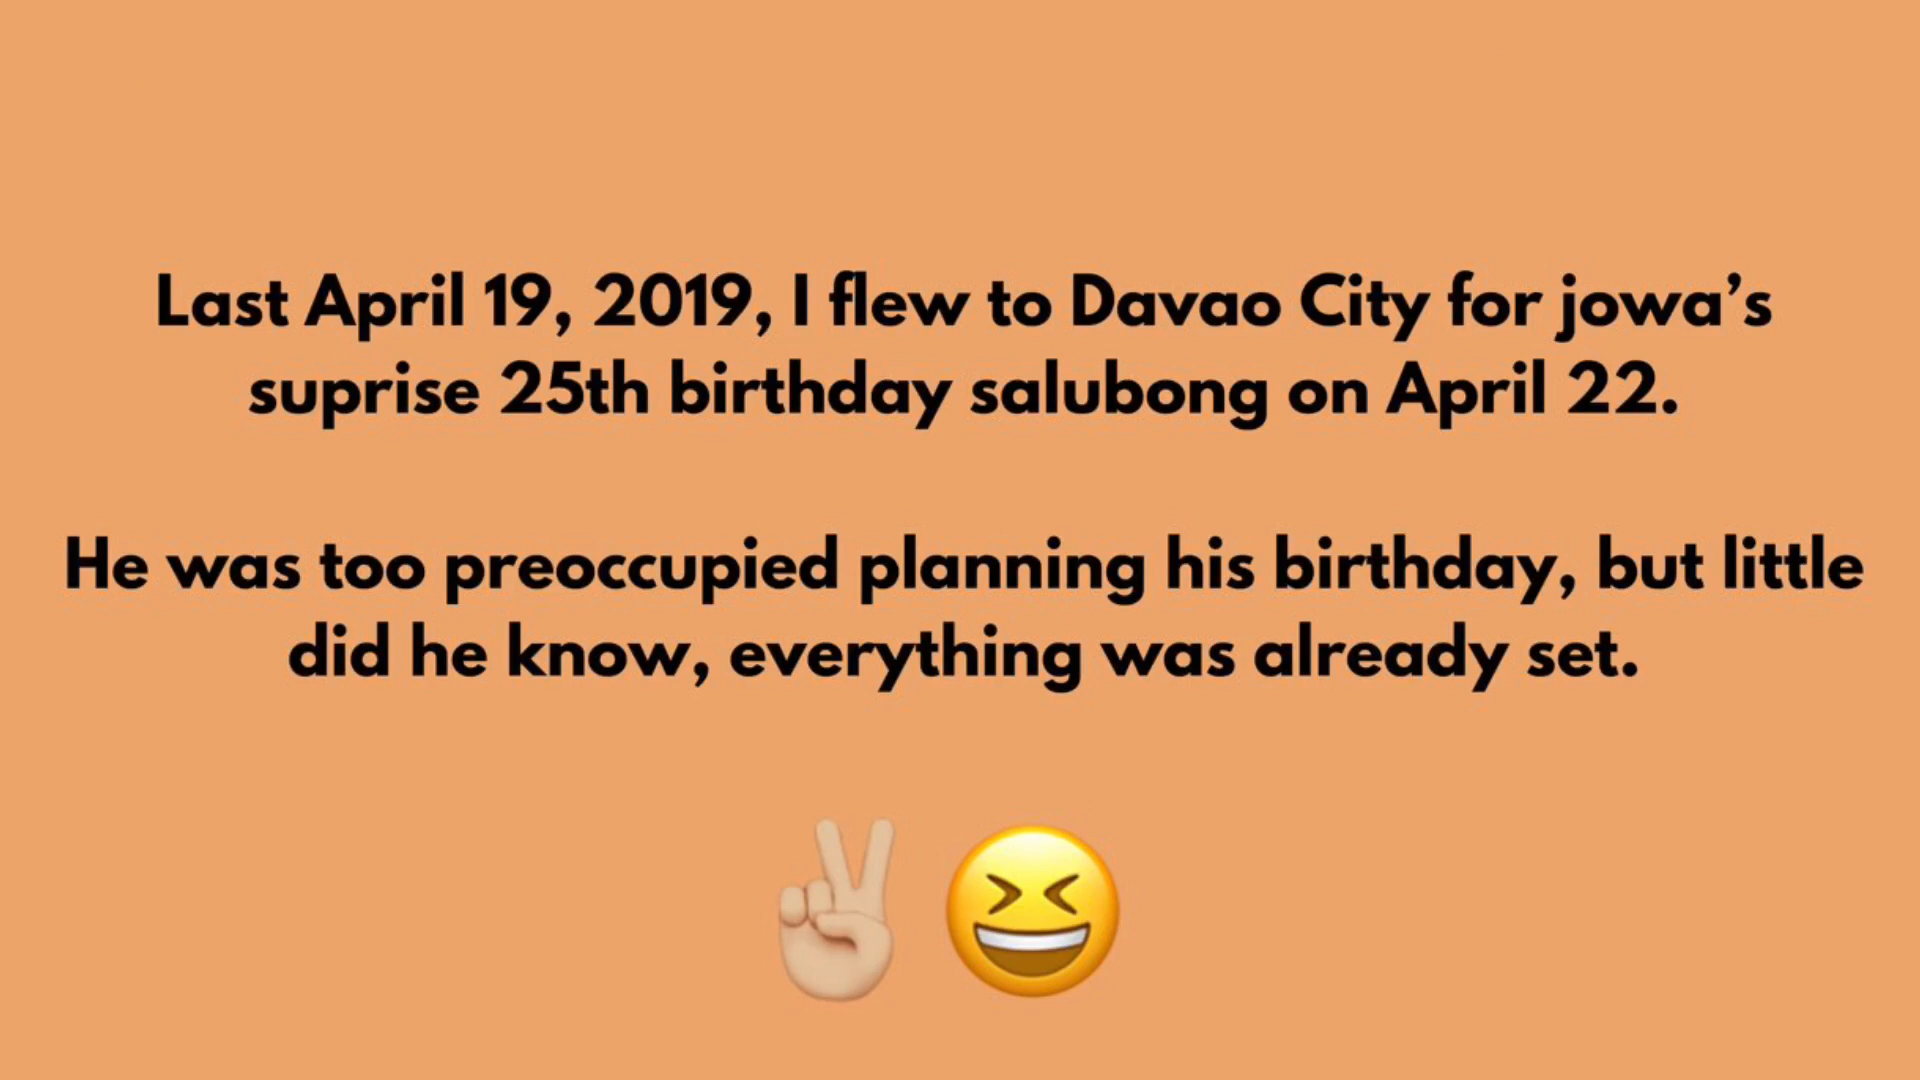 Last April 19, 2019, I flew to Davao City for jowa’s
suprise 25th birthday salubong on April 22.
He was too preoccupied planning his birthday, but little
did he know, everything was already set.